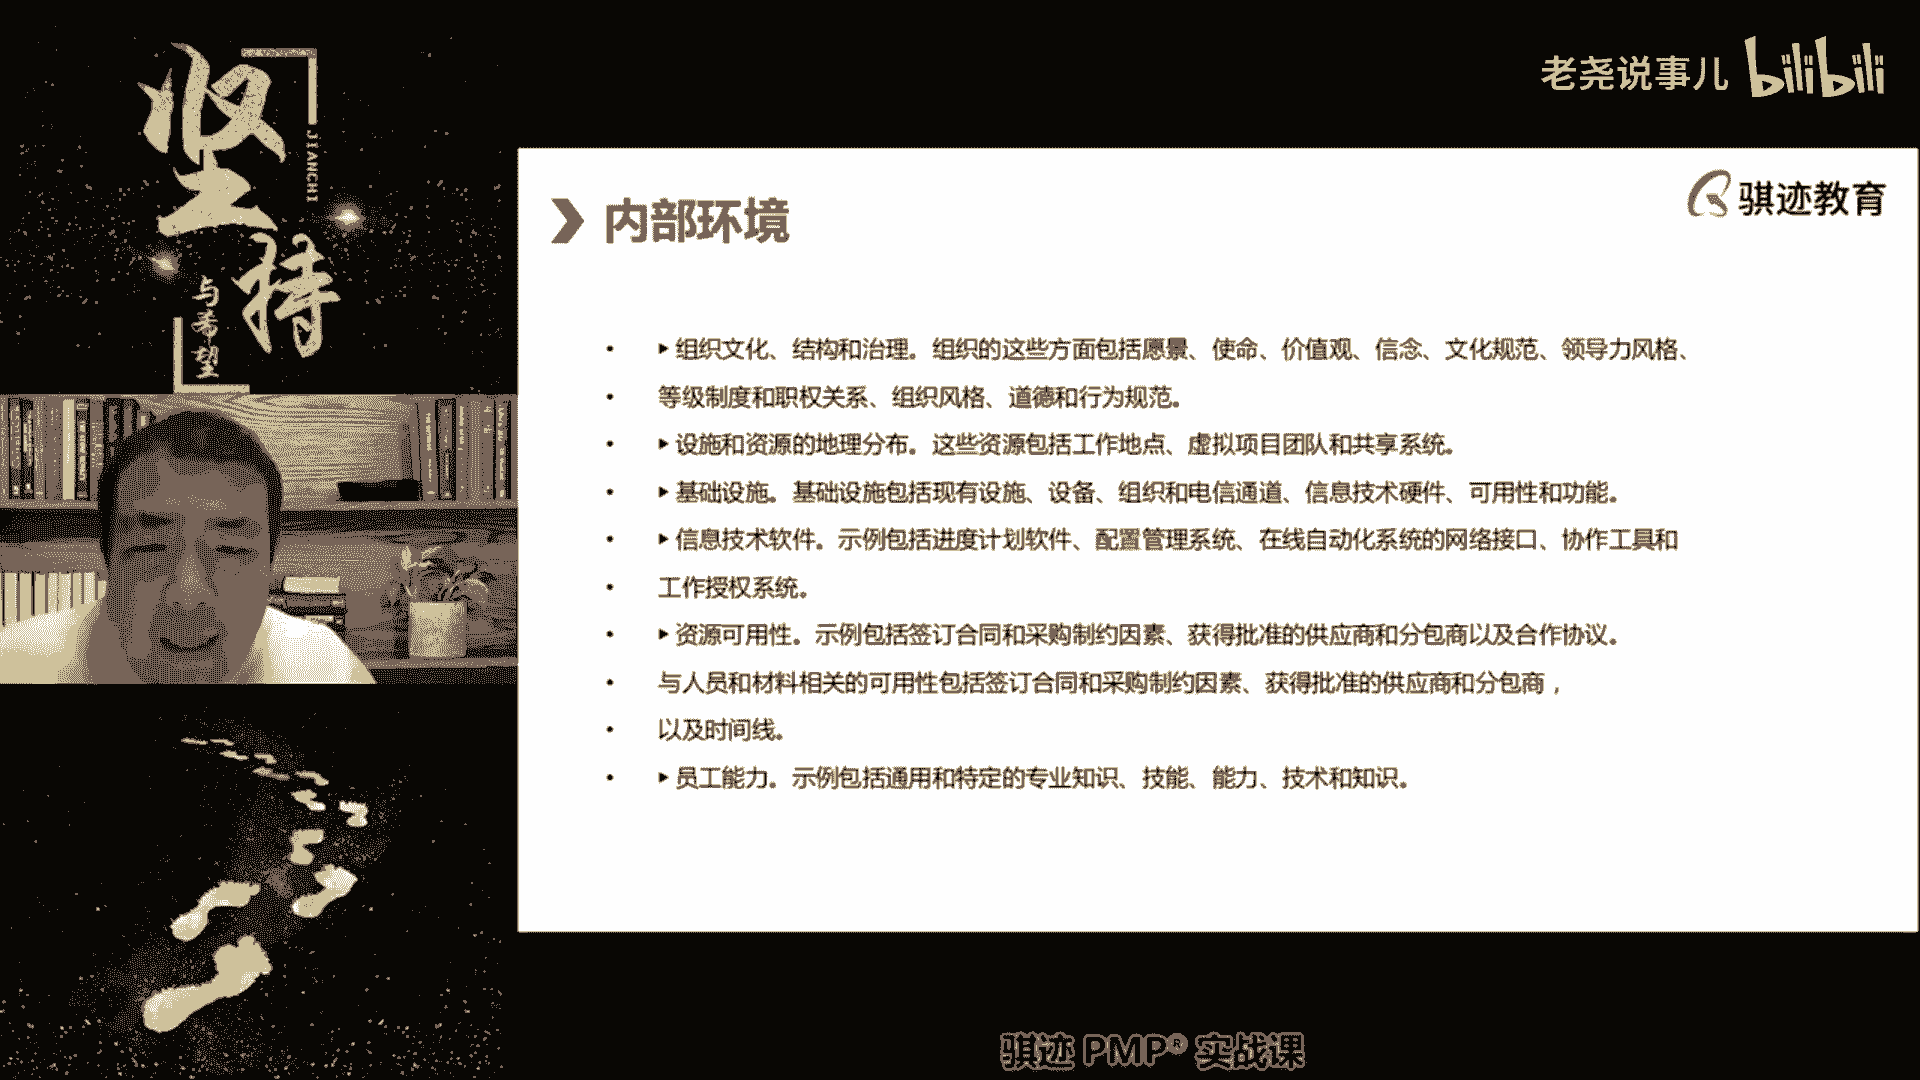 坚持
JIANCHI
与希望
老尧说事儿 bilibili
骐迹教育
内部环境
• ▶ 组织文化、结构和治理。组织的这些方面包括愿景、使命、价值观、信念、文化规范、领导力风格、
• 等级制度和职权关系、组织风格、道德和行为规范。
• ▶ 设施和资源的地理分布。这些资源包括工作地点、虚拟项目团队和共享系统。
• ▶ 基础设施。基础设施包括现有设施、设备、组织和电信通道、信息技术硬件、可用性和功能。
• ▶ 信息技术软件。示例包括进度计划软件、配置管理系统、在线自动化系统的网络接口、协作工具和
• 工作授权系统。
• ▶ 资源可用性。示例包括签订合同和采购制约因素、获得批准的供应商和分包商以及合作协议。
• 与人员和材料相关的可用性包括签订合同和采购制约因素、获得批准的供应商和分包商，
• 以及时间线。
• ▶ 员工能力。示例包括通用和特定的专业知识、技能、能力、技术和知识。
骐迹 PMP® 实战课